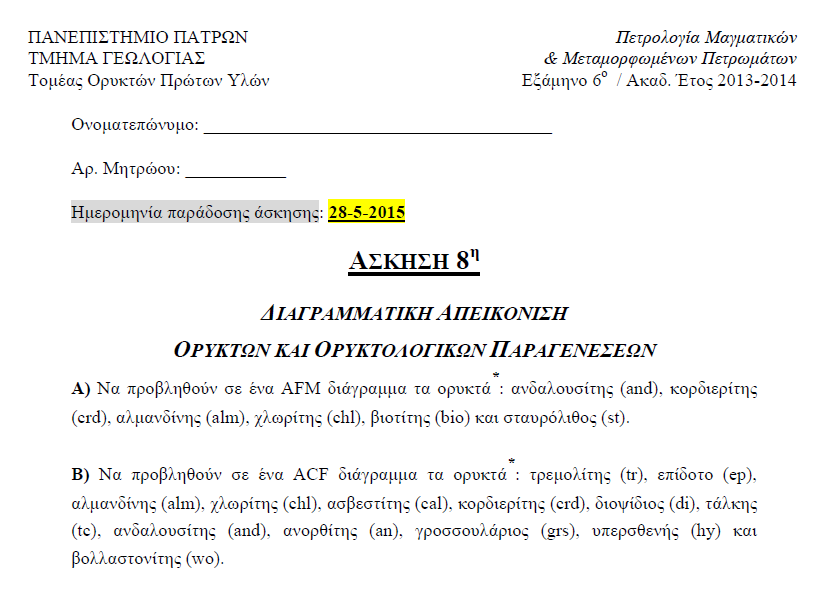 ΠΑΝΕΠΙΣΤΗΜΙΟ ΠΑΤΡΩΝ
ΤΜΗΜΑ ΓΕΩΛΟΓΙΑΣ
Τομέας Ορυκτών Πρώτων Υλών
Πετρολογία Μαγματικών
& Μεταμορφωμένων Πετρωμάτων
Εξάμηνο 6ο / Ακαδ. Έτος 2013-2014
Ονοματεπώνυμο:
Αρ. Μητρώου:
Ημερομηνία παράδοσης άσκησης: 28-5-2015
ΑΣΚΗΣΗ 8η
ΔΙΑΓΡΑΜΜΑΤΙΚΗ ΑΠΕΙΚΟΝΙΣΗ
ΟΡΥΚΤΩΝ ΚΑΙ ΟΡΥΚΤΟΛΟΓΙΚΩΝ ΠΑΡΑΓΕΝΕΣΕΩΝ
Α) Να προβληθούν σε ένα AFM διάγραμμα τα ορυκτά*: ανδαλουσίτης (and), κορδιερίτης
(crd), αλμανδίνης (alm), χλωρίτης (chl), βιοτίτης (bio) και σταυρόλιθος (st).
Β) Να προβληθούν σε ένα ACF διάγραμμα τα ορυκτά*: τρεμολίτης (tr), επίδοτο (ep),
αλμανδίνης (alm), χλωρίτης (chl), ασβεστίτης (cal), κορδιερίτης (crd), διοψίδιος (di), τάλκης
(tc), ανδαλουσίτης (and), ανορθίτης (an), γροσσουλάριος (grs), υπερσθενής (hy) και
βολλαστονίτης (wo).